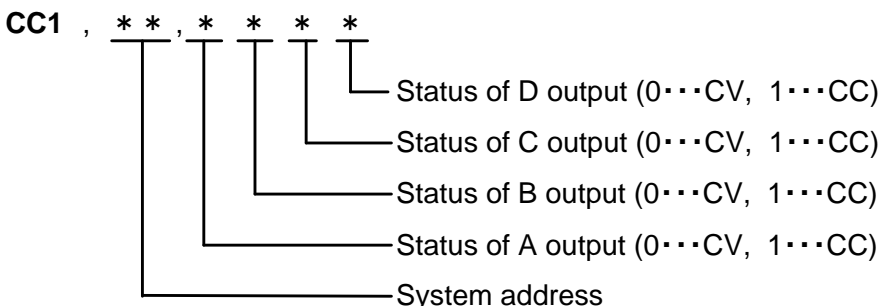 CC1 , ＊＊,＊ ＊ ＊ ＊
Status of D output (0···CV, 1···CC)
Status of C output (0···CV, 1···CC)
Status of B output (0···CV, 1···CC)
Status of A output (0···CV, 1···CC)
System address